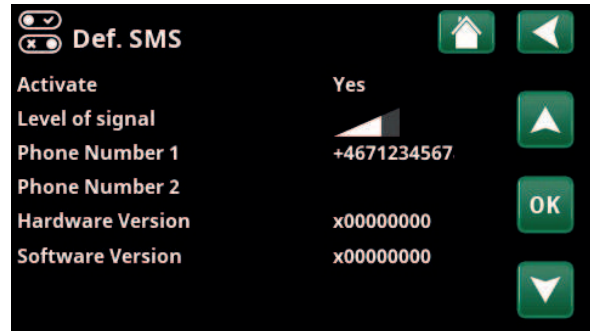 Def. SMS
Activate Yes
Level of signal
Phone Number 1 +4671234567
Phone Number 2
OK
Hardware Version x00000000
Software Version x00000000